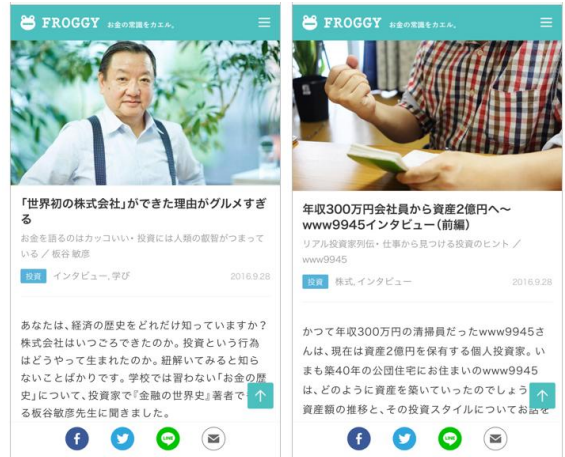 FROGGY お金の常識をカエル。
「世界初の株式会社」ができた理由がグルメすぎ
る
お金を語るのはカッコいい・投資には人類の叡智がつまって
いる ／ 板谷 敏彦
投資 インタビュー, 学び 2016.9.28
あなたは、経済の歴史をどれだけ知っていますか？
株式会社はいつごろできたのか。投資という行為
はどうやって生まれたのか。紐解いてみると知ら
ないことばかりです。学校では習わない「お金の歴
史」について、投資家で『金融の世界史』著者で
る板谷敏彦先生に聞きました。
LINE
FROGGY お金の常識をカエル。
年収300万円会社員から資産2億円へ〜
www9945インタビュー（前編）
リアル投資家列伝・仕事から見つける投資のヒント ／
www9945
投資 株式, インタビュー 2016.9.28
かつて年収300万円の清掃員だったwww9945さ
んは、現在は資産2億円を保有する個人投資家。い
まも築40年の公団住宅にお住まいのwww9945
は、どのように資産を築いていったのでしょう
資産額の推移と、その投資スタイルについてお話を
LINE